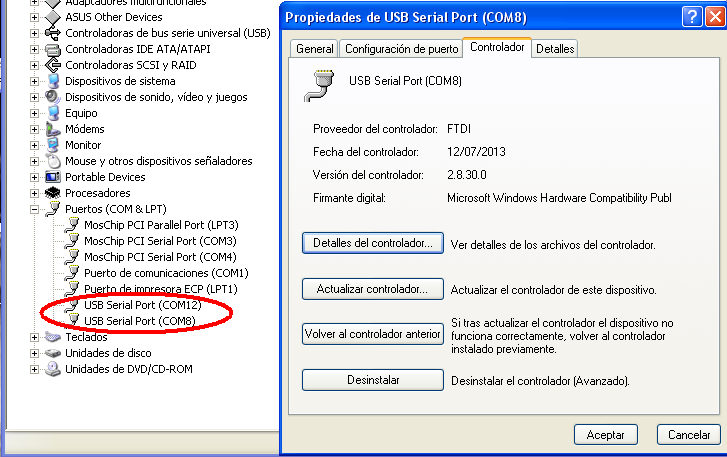 Adaptadores multifuncionales
ASUS Other Devices
Controladoras de bus serie universal (USB)
Controladoras IDE ATA/ATAPI
Controladoras SCSI y RAID
Dispositivos de sistema
Dispositivos de sonido, vídeo y juegos
Equipo
Módems
Monitor
Mouse y otros dispositivos señaladores
Portable Devices
Procesadores
Puertos (COM & LPT)
MosChip PCI Parallel Port (LPT3)
MosChip PCI Serial Port (COM3)
MosChip PCI Serial Port (COM4)
Puerto de comunicaciones (COM1)
Puerto de impresora ECP (LPT1)
USB Serial Port (COM12)
USB Serial Port (COM8)
Teclados
Unidades de disco
Unidades de DVD/CD-ROM
Propiedades de USB Serial Port (COM8)
General Configuración de puerto Controlador Detalles
USB Serial Port (COM8)
Proveedor del controlador: FTDI
Fecha del controlador: 12/07/2013
Versión del controlador: 2.8.30.0
Firmante digital: Microsoft Windows Hardware Compatibility Publ
Detalles del controlador... Ver detalles de los archivos del controlador.
Actualizar controlador... Actualizar el controlador de este dispositivo.
Volver al controlador anterior Si tras actualizar el controlador el dispositivo no
funciona correctamente, volver al controlador
instalado previamente.
Desinstalar Desinstalar el controlador (Avanzado).
Aceptar Cancelar